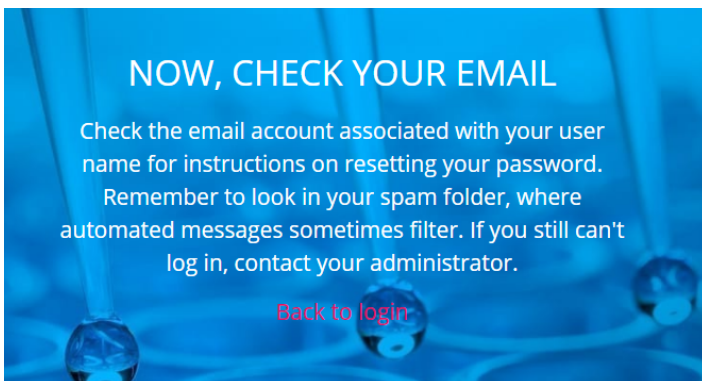 NOW, CHECK YOUR EMAIL
Check the email account associated with your user
name for instructions on resetting your password.
Remember to look in your spam folder, where
automated messages sometimes filter. If you still can't
log in, contact your administrator.
Back to login